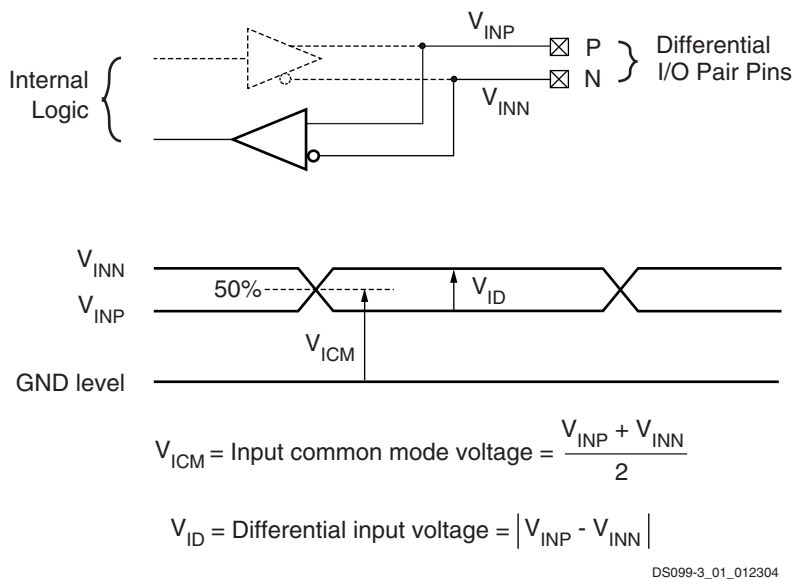 V_INP
P
Differential
N
I/O Pair Pins
Internal
Logic
V_INN
V_INN
50%
V_ID
V_INP
V_ICM
GND level
V_ICM = Input common mode voltage = (V_INP + V_INN) / 2
V_ID = Differential input voltage = |V_INP - V_INN|
DS099-3_01_012304